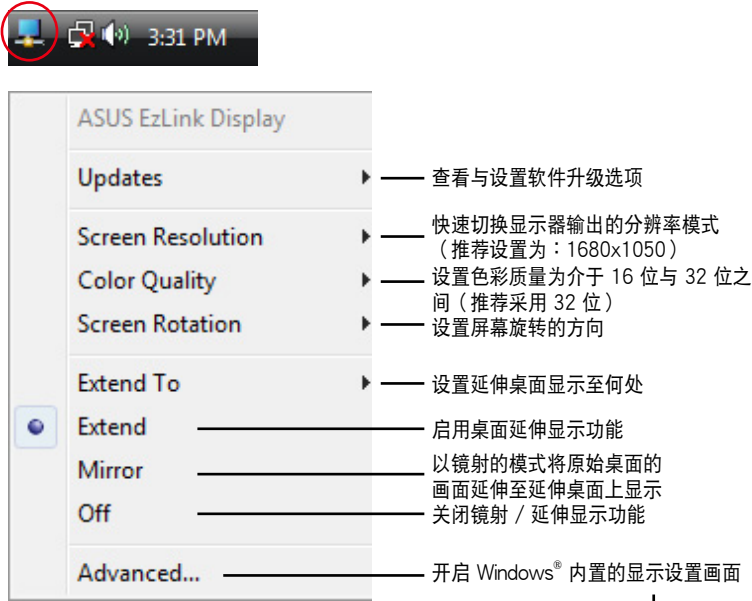 3:31 PM
ASUS EzLink Display
Updates
查看与设置软件升级选项
Screen Resolution
快速切换显示器输出的分辨率模式
（推荐设置为：1680x1050）
Color Quality
设置色彩质量为介于 16 位与 32 位之
间（推荐采用 32 位）
Screen Rotation
设置屏幕旋转的方向
Extend To
设置延伸桌面显示至何处
Extend
启用桌面延伸显示功能
Mirror
以镜射的模式将原始桌面的
画面延伸至延伸桌面上显示
Off
关闭镜射 / 延伸显示功能
Advanced...
开启 Windows® 内置的显示设置画面